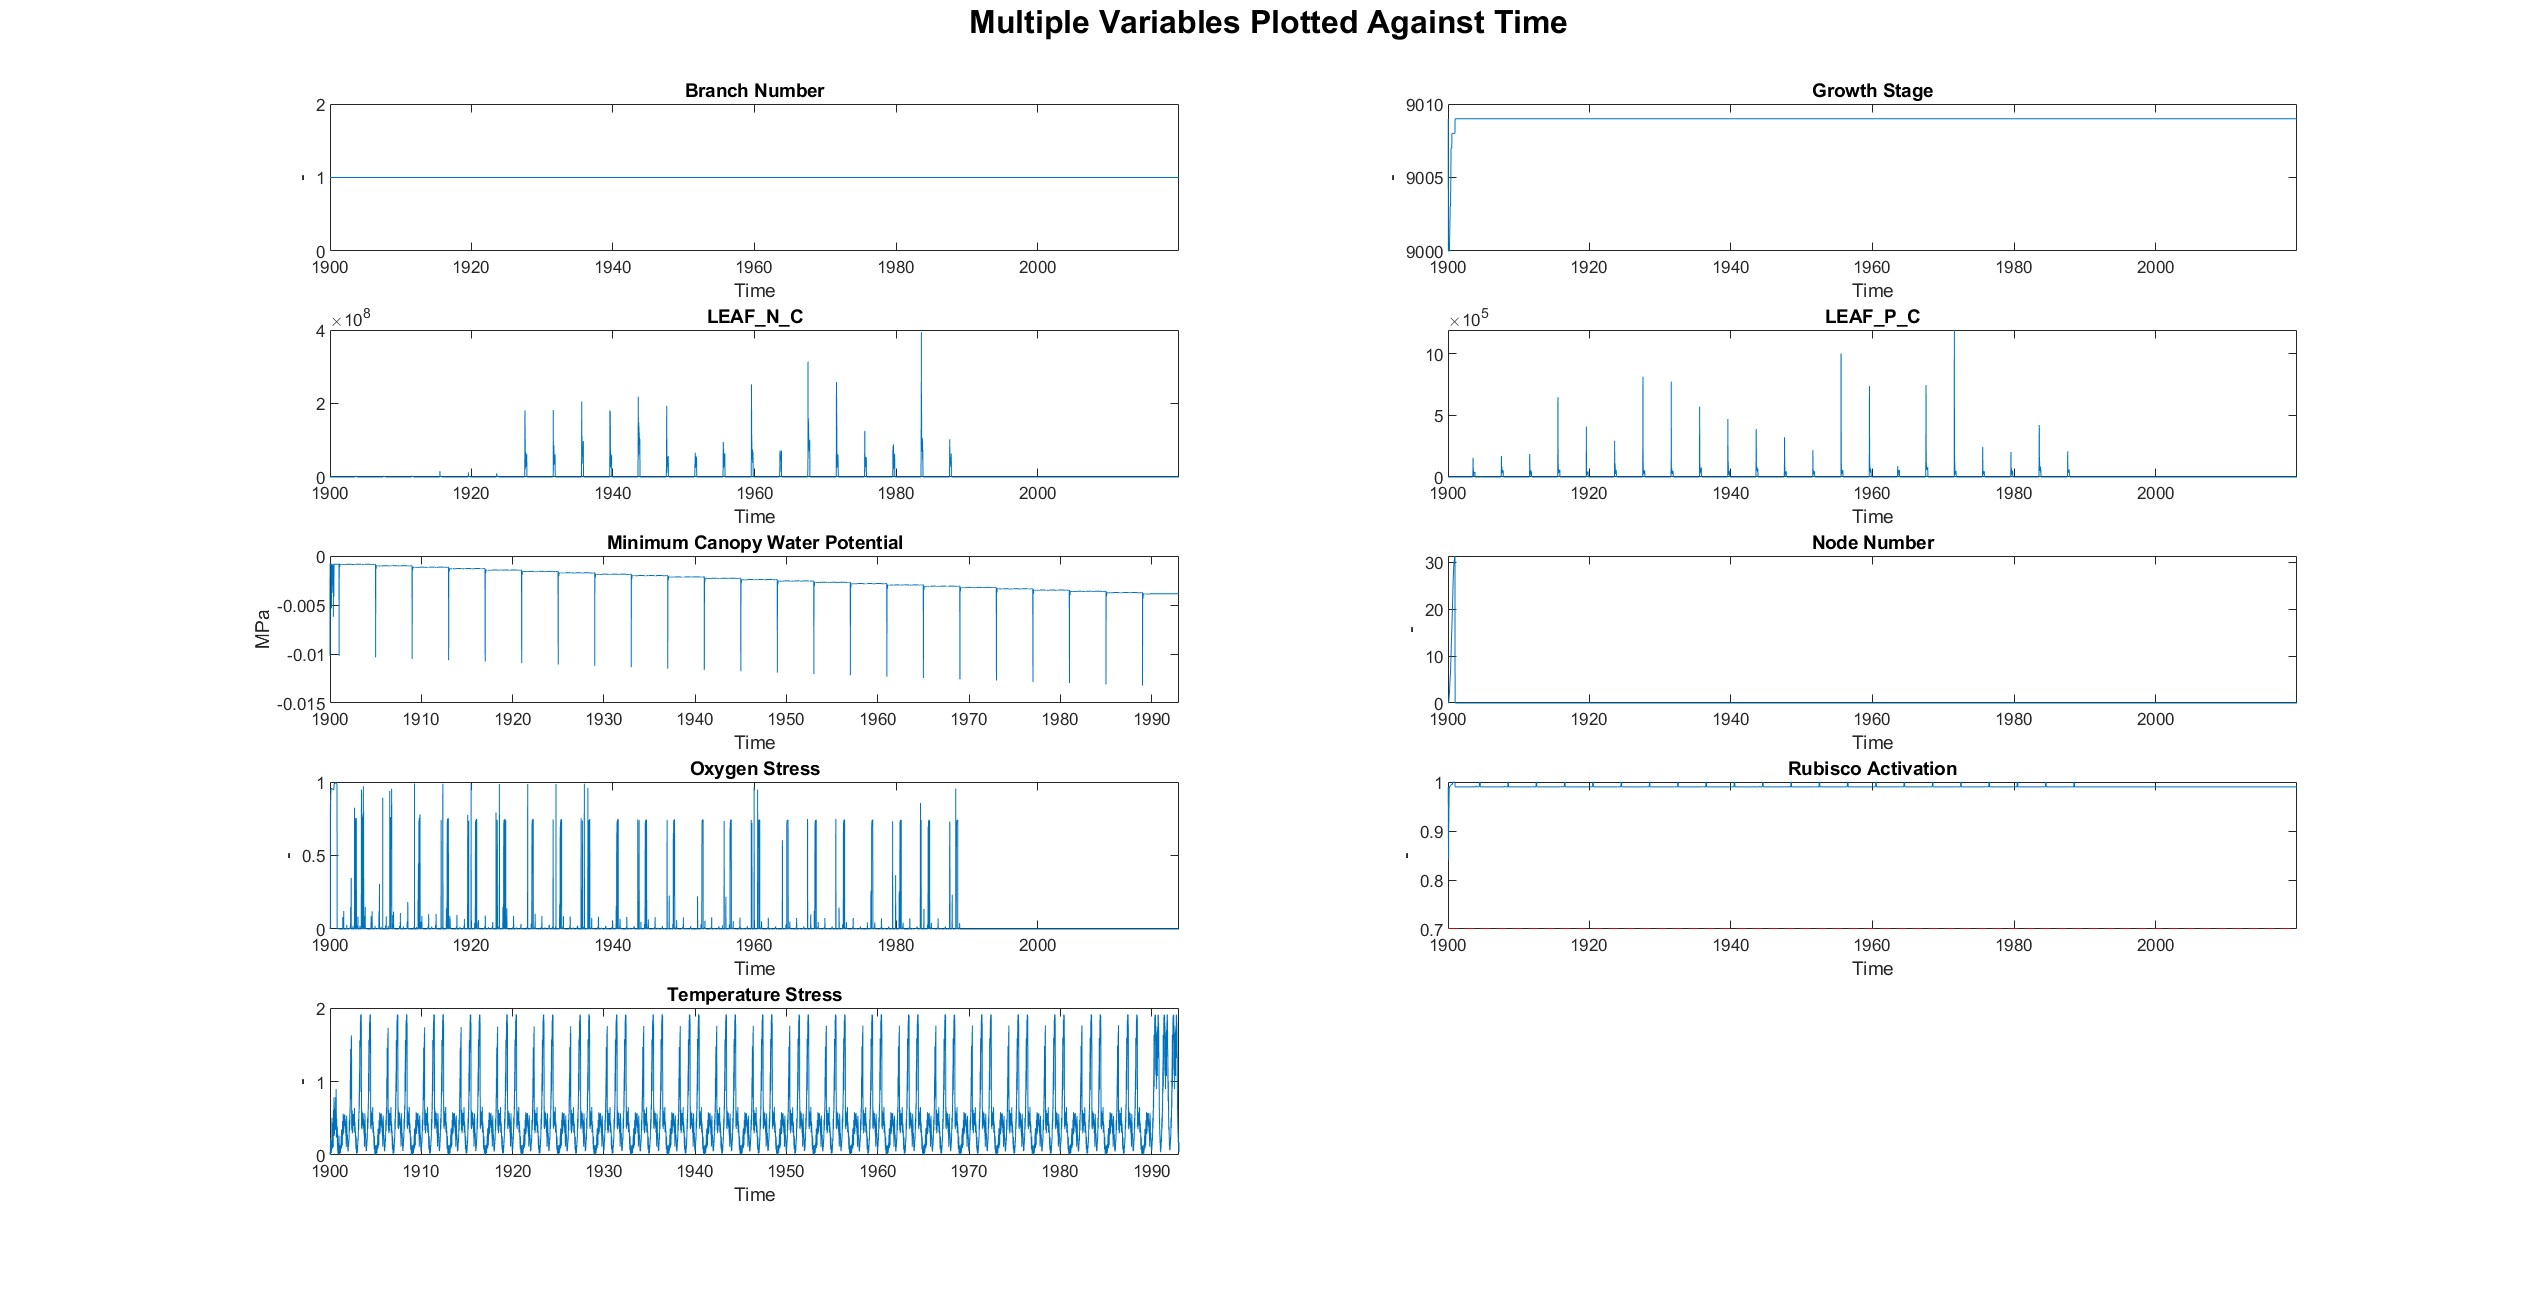 Multiple Variables Plotted Against Time
Branch Number
2
1
0
-
1900 1920 1940 1960 1980 2000
Time
Growth Stage
9010
9005
9000
-
1900 1920 1940 1960 1980 2000
Time
LEAF_N_C
×10^8
4
2
0
1900 1920 1940 1960 1980 2000
Time
LEAF_P_C
×10^5
10
5
0
1900 1920 1940 1960 1980 2000
Time
Minimum Canopy Water Potential
0
-0.005
-0.01
-0.015
MPa
1900 1910 1920 1930 1940 1950 1960 1970 1980 1990
Time
Node Number
30
20
10
0
-
1900 1920 1940 1960 1980 2000
Time
Oxygen Stress
1
0.5
0
-
1900 1920 1940 1960 1980 2000
Time
Rubisco Activation
1
0.9
0.8
0.7
-
1900 1920 1940 1960 1980 2000
Time
Temperature Stress
2
1
0
-
1900 1910 1920 1930 1940 1950 1960 1970 1980 1990
Time